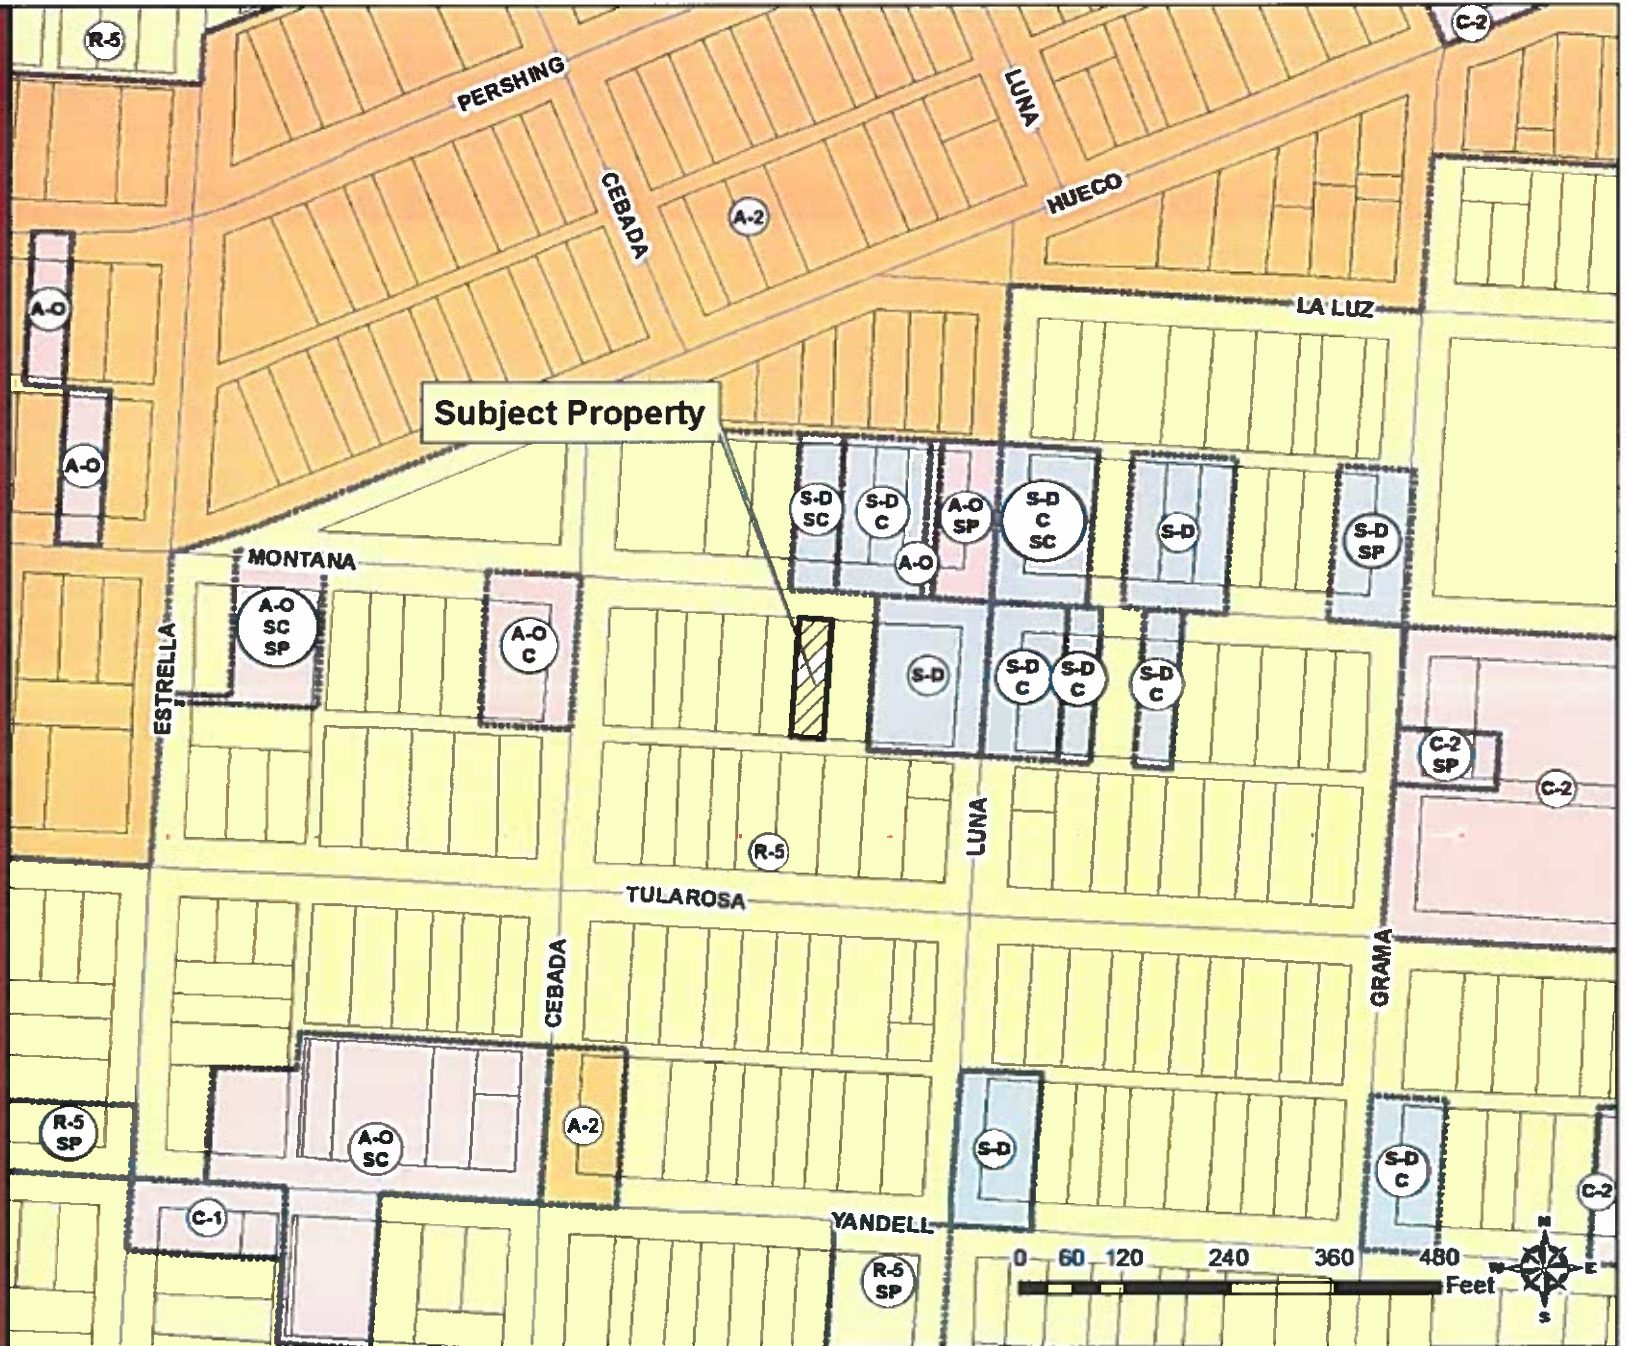 C-2
R-5
PERSHING
LUNA
CEBADA
HUECO
A-2
A-O
LA LUZ
Subject Property
A-O
S-D
SC
S-D
C
A-O
SP
S-D
C
SC
S-D
S-D
SP
A-O
MONTANA
A-O
SC
SP
A-O
C
ESTRELLA
S-D
S-D
C
S-D
C
S-D
C
C-2
SP
C-2
LUNA
R-5
TULAROSA
CEBADA
GRAMA
R-5
SP
A-O
SC
A-2
S-D
S-D
C
C-2
C-1
YANDELL
R-5
SP
0 60 120 240 360 480
Feet
N
W E
S